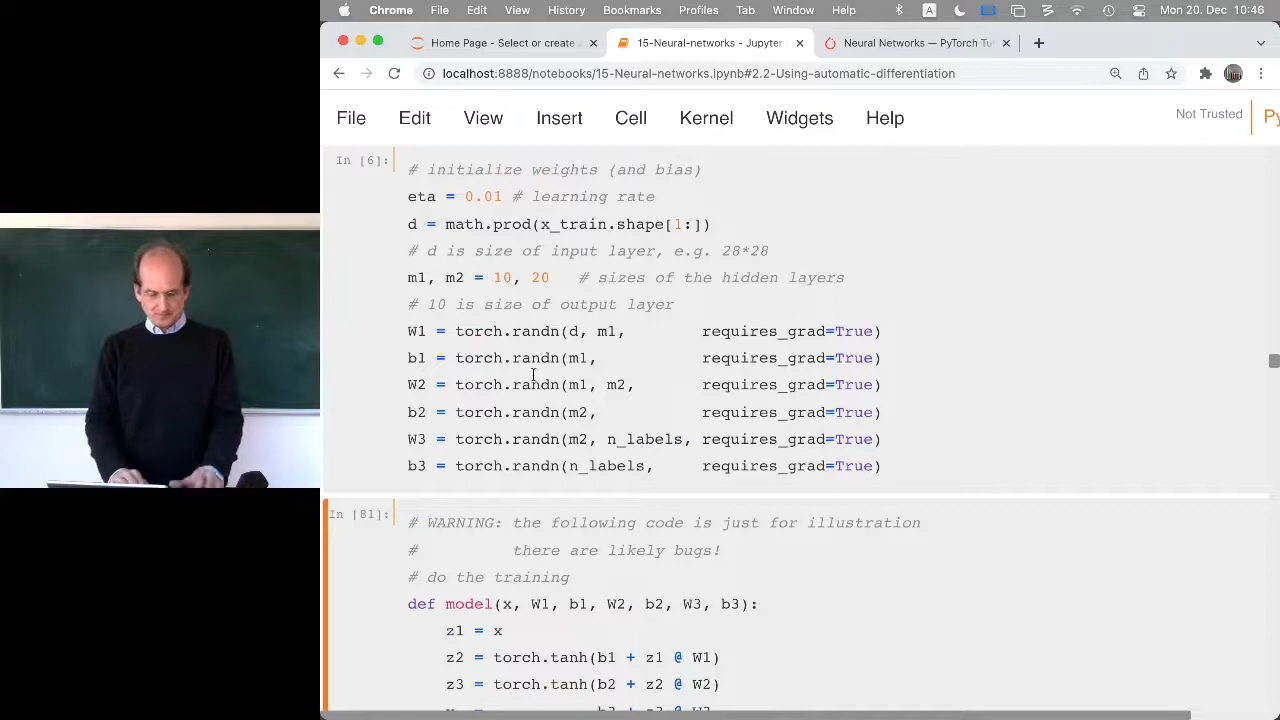 Chrome File Edit View History Bookmarks Profiles Tab Window Help A Mon 20. Dec 10:46
Home Page - Select or create a 15-Neural-networks - Jupyter Neural Networks — PyTorch Tut
localhost:8888/notebooks/15-Neural-networks.ipynb#2.2-Using-automatic-differentiation
File Edit View Insert Cell Kernel Widgets Help Not Trusted Py
In [6]:
# initialize weights (and bias)
eta = 0.01 # learning rate
d = math.prod(x_train.shape[1:])
# d is size of input layer, e.g. 28*28
m1, m2 = 10, 20 # sizes of the hidden layers
# 10 is size of output layer
W1 = torch.randn(d, m1, requires_grad=True)
b1 = torch.randn(m1, requires_grad=True)
W2 = torch.randn(m1, m2, requires_grad=True)
b2 = torch.randn(m2, requires_grad=True)
W3 = torch.randn(m2, n_labels, requires_grad=True)
b3 = torch.randn(n_labels, requires_grad=True)
In [81]:
# WARNING: the following code is just for illustration
# there are likely bugs!
# do the training
def model(x, W1, b1, W2, b2, W3, b3):
z1 = x
z2 = torch.tanh(b1 + z1 @ W1)
z3 = torch.tanh(b2 + z2 @ W2)